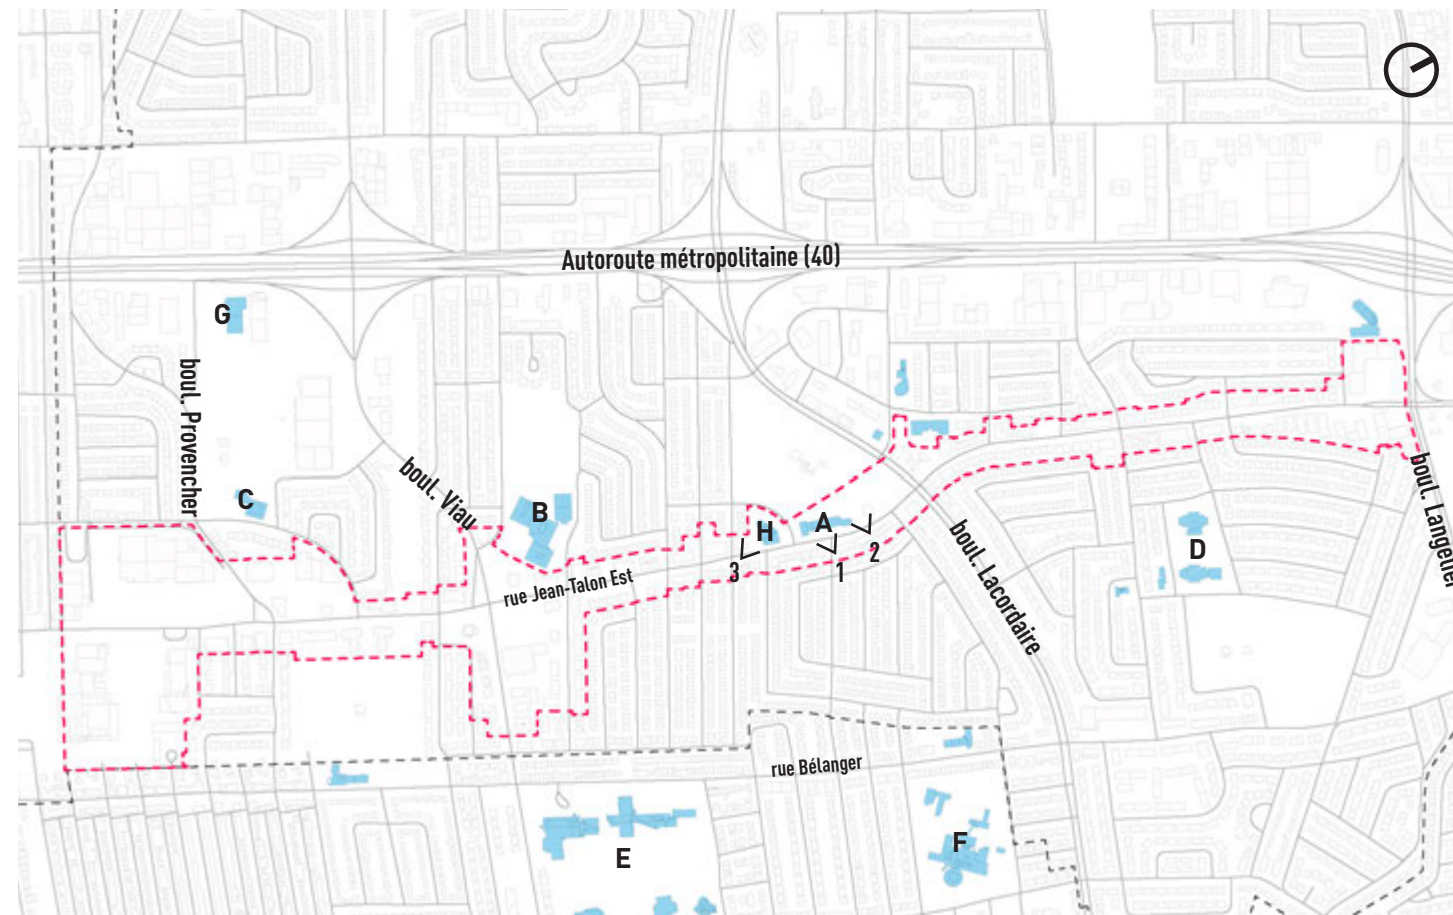 Autoroute métropolitaine (40)
G
boul. Provencher
boul. Viau
C
B
H
A
2
3
1
rue Jean-Talon Est
boul. Lacordaire
D
boul. Langelier
rue Bélanger
E
F